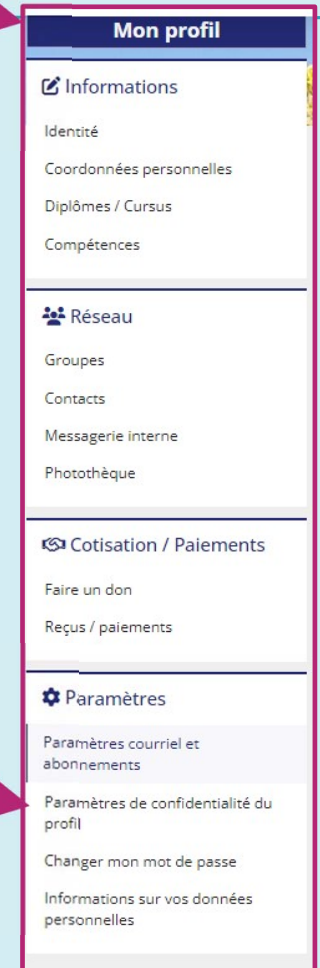 Mon profil
Informations
Identité
Coordonnées personnelles
Diplômes / Cursus
Compétences
Réseau
Groupes
Contacts
Messagerie interne
Photothèque
Cotisation / Paiements
Faire un don
Reçus / paiements
Paramètres
Paramètres courriel et
abonnements
Paramètres de confidentialité du
profil
Changer mon mot de passe
Informations sur vos données
personnelles